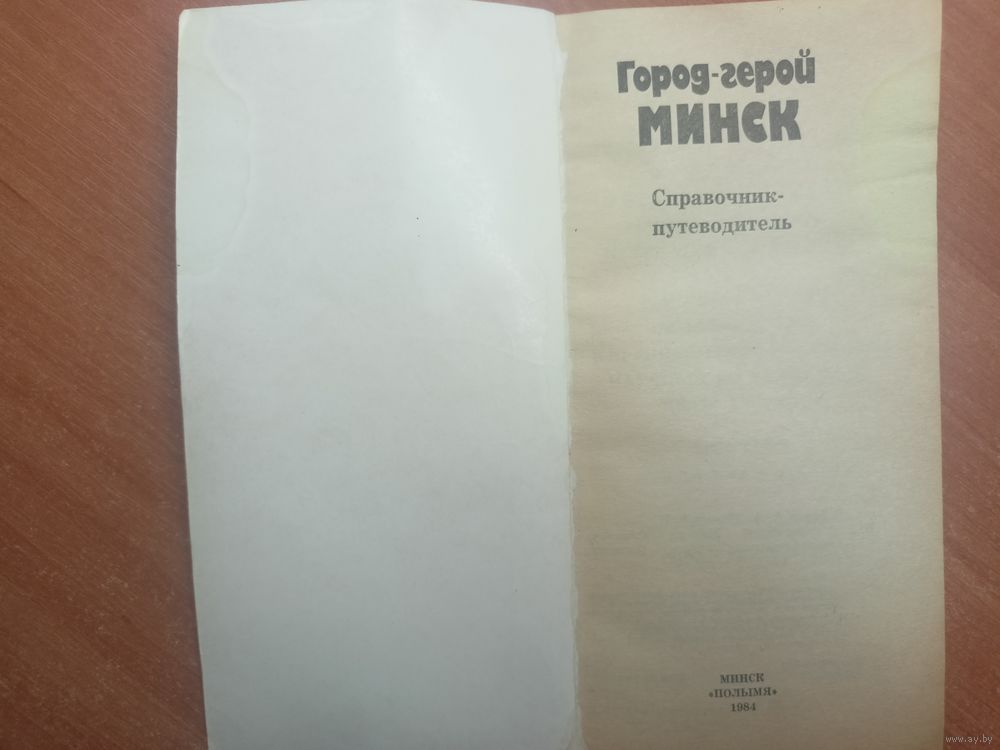 Город-герой
МИНСК
Справочник-
путеводитель
МИНСК
«ПОЛЫМЯ»
1984
www.ay.by